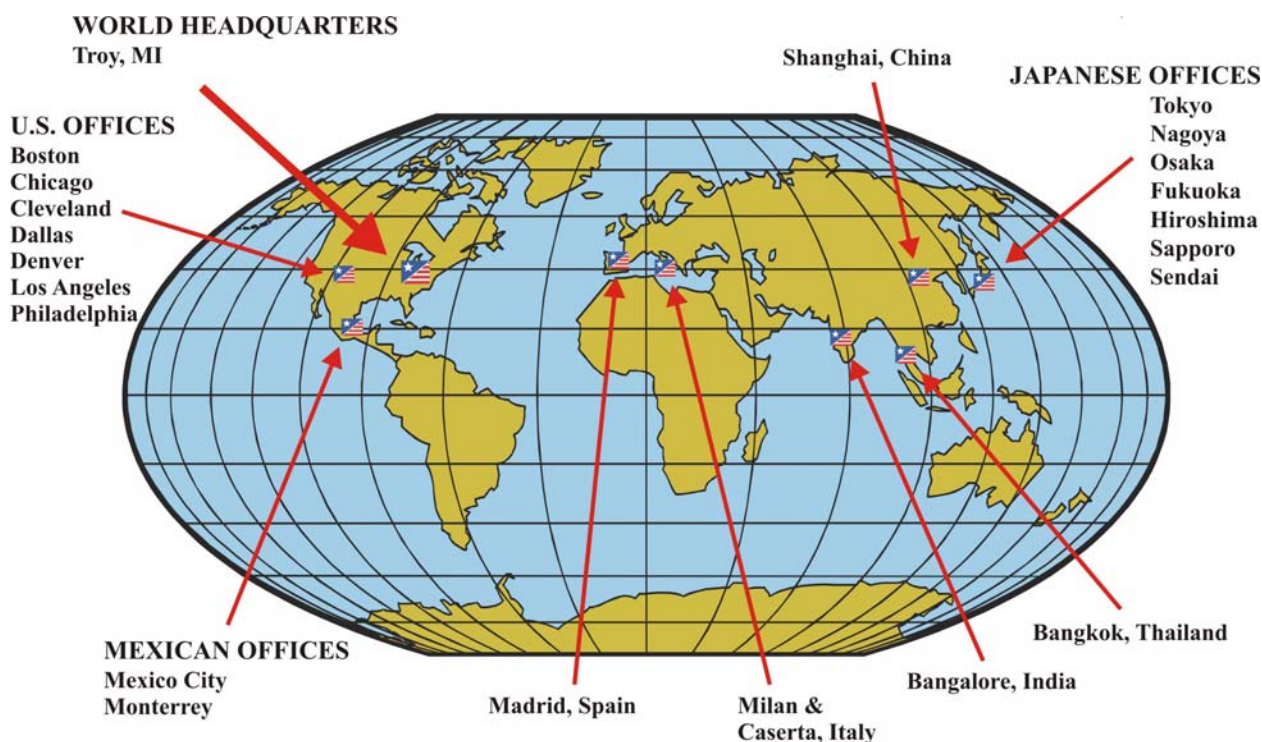 WORLD HEADQUARTERS
Troy, MI
U.S. OFFICES
Boston
Chicago
Cleveland
Dallas
Denver
Los Angeles
Philadelphia
Shanghai, China
JAPANESE OFFICES
Tokyo
Nagoya
Osaka
Fukuoka
Hiroshima
Sapporo
Sendai
MEXICAN OFFICES
Mexico City
Monterrey
Madrid, Spain
Milan &
Caserta, Italy
Bangalore, India
Bangkok, Thailand